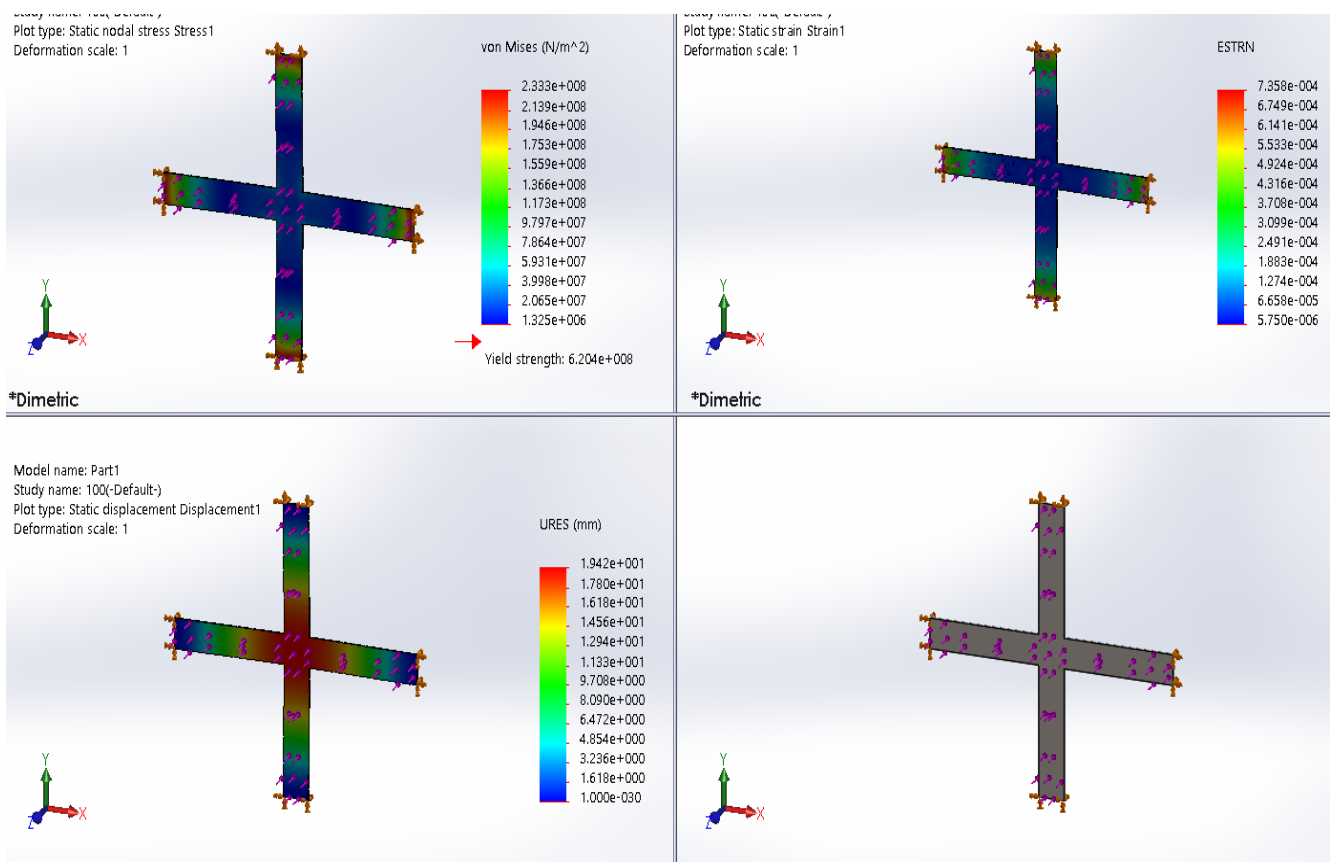 Plot type: Static nodal stress Stress1
Deformation scale: 1
von Mises (N/m^2)
2.333e+008
2.139e+008
1.946e+008
1.753e+008
1.559e+008
1.366e+008
1.173e+008
9.797e+007
7.864e+007
5.931e+007
3.998e+007
2.065e+007
1.325e+006
Yield strength: 6.204e+008
Y
X
Z
*Dimetric
Plot type: Static strain Strain1
Deformation scale: 1
ESTRN
7.358e-004
6.749e-004
6.141e-004
5.533e-004
4.924e-004
4.316e-004
3.708e-004
3.099e-004
2.491e-004
1.883e-004
1.274e-004
6.658e-005
5.750e-006
Y
X
Z
*Dimetric
Model name: Part1
Study name: 100(-Default-)
Plot type: Static displacement Displacement1
Deformation scale: 1
URES (mm)
1.942e+001
1.780e+001
1.618e+001
1.456e+001
1.294e+001
1.133e+001
9.708e+000
8.090e+000
6.472e+000
4.854e+000
3.236e+000
1.618e+000
1.000e-030
Y
X
Z
Y
X
Z